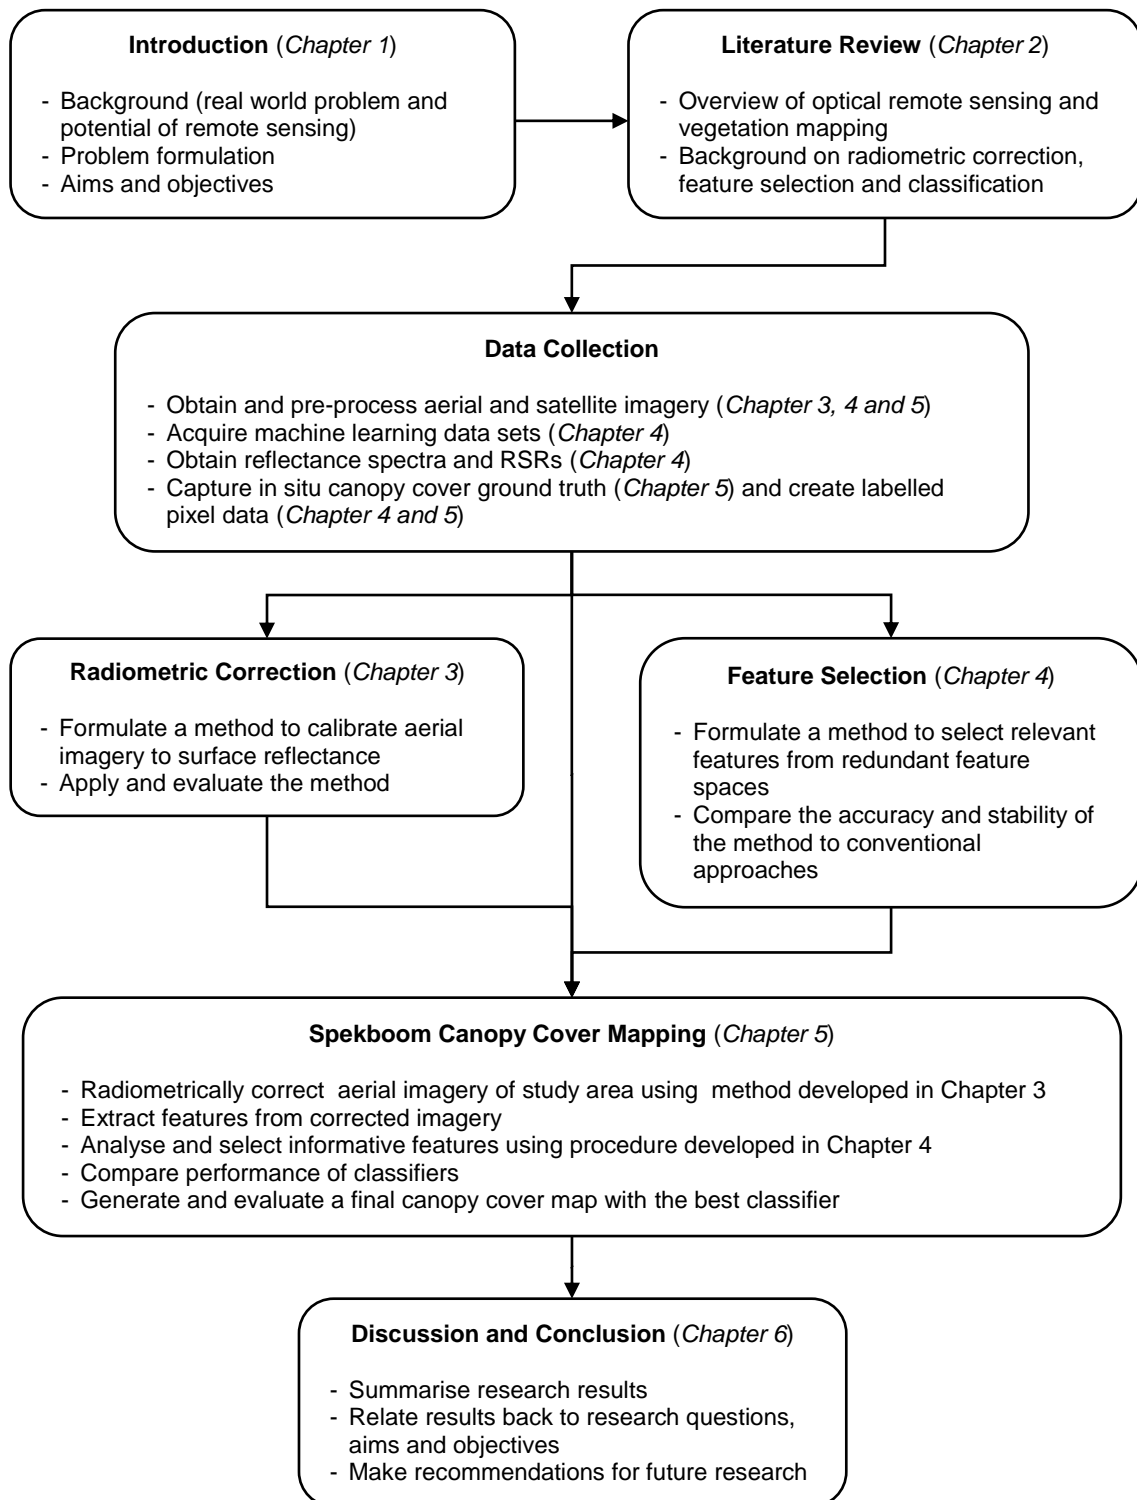 Introduction (Chapter 1)
- Background (real world problem and
potential of remote sensing)
- Problem formulation
- Aims and objectives
Literature Review (Chapter 2)
- Overview of optical remote sensing and
vegetation mapping
- Background on radiometric correction,
feature selection and classification
Data Collection
- Obtain and pre-process aerial and satellite imagery (Chapter 3, 4 and 5)
- Acquire machine learning data sets (Chapter 4)
- Obtain reflectance spectra and RSRs (Chapter 4)
- Capture in situ canopy cover ground truth (Chapter 5) and create labelled
pixel data (Chapter 4 and 5)
Radiometric Correction (Chapter 3)
- Formulate a method to calibrate aerial
imagery to surface reflectance
- Apply and evaluate the method
Feature Selection (Chapter 4)
- Formulate a method to select relevant
features from redundant feature
spaces
- Compare the accuracy and stability of
the method to conventional
approaches
Spekboom Canopy Cover Mapping (Chapter 5)
- Radiometrically correct aerial imagery of study area using method developed in Chapter 3
- Extract features from corrected imagery
- Analyse and select informative features using procedure developed in Chapter 4
- Compare performance of classifiers
- Generate and evaluate a final canopy cover map with the best classifier
Discussion and Conclusion (Chapter 6)
- Summarise research results
- Relate results back to research questions,
aims and objectives
- Make recommendations for future research